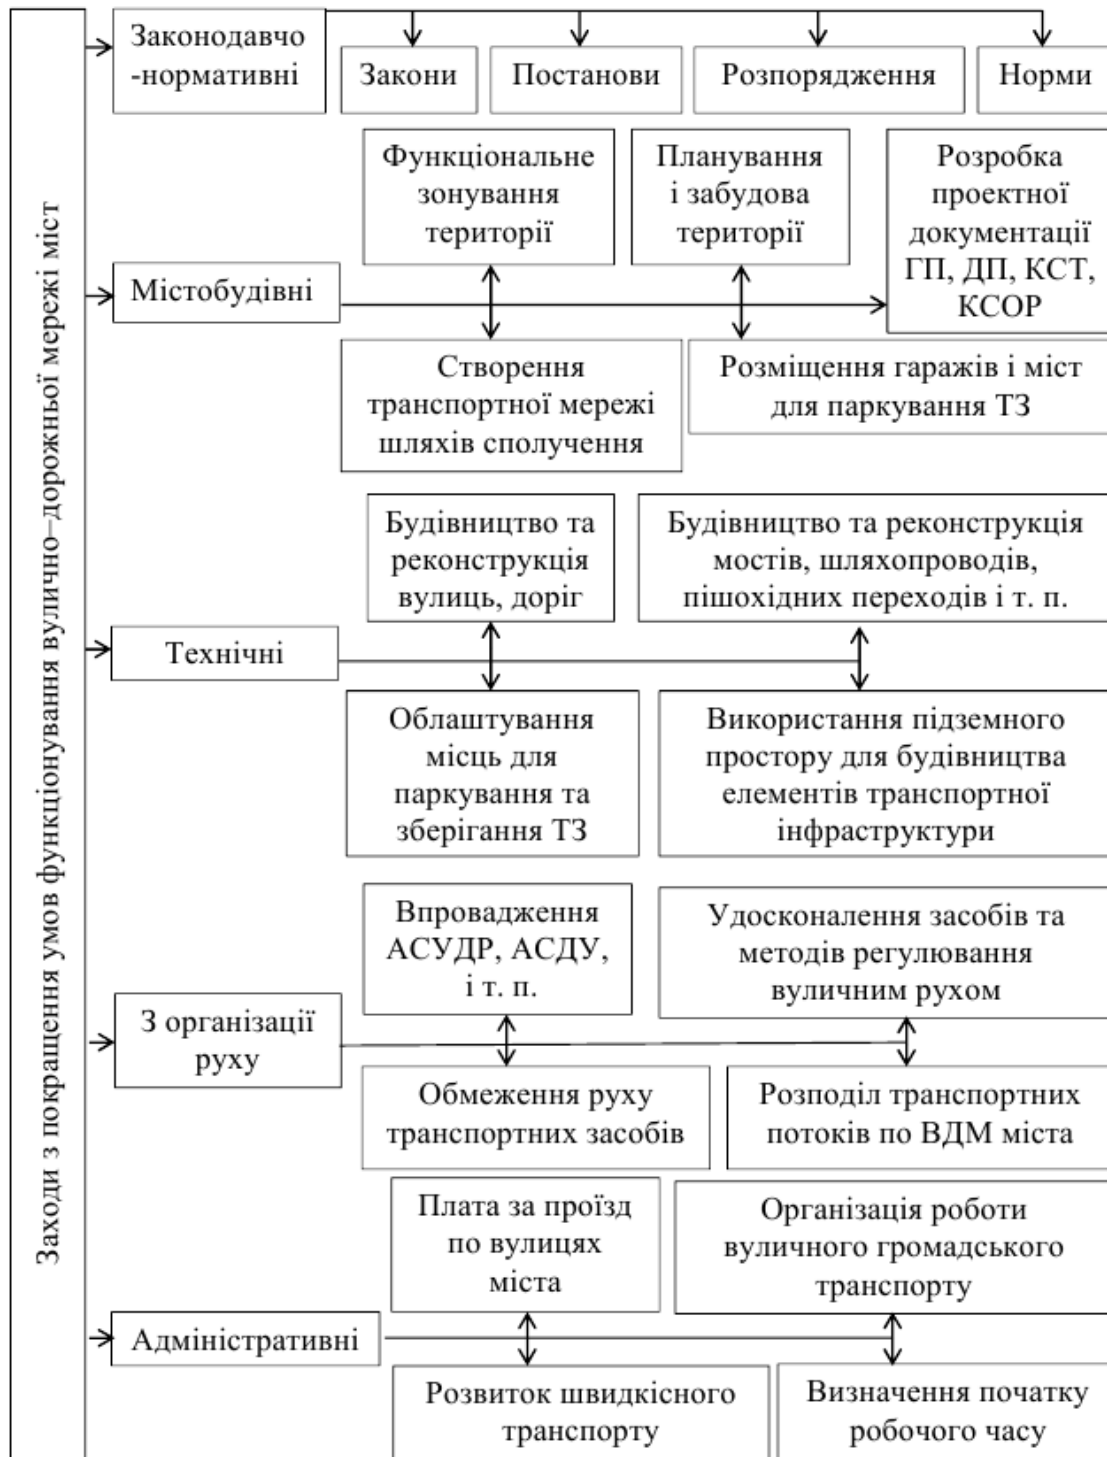 Заходи з покращення умов функціонування вулично–дорожньої мережі міст
Законодавчо
-нормативні
Закони
Постанови
Розпорядження
Норми
Містобудівні
Функціональне
зонування
території
Планування
і забудова
території
Розробка
проектної
документації
ГП, ДП, КСТ,
КСОР
Створення
транспортної мережі
шляхів сполучення
Розміщення гаражів і міст
для паркування ТЗ
Технічні
Будівництво та
реконструкція
вулиць, доріг
Будівництво та реконструкція
мостів, шляхопроводів,
пішохідних переходів і т. п.
Облаштування
місць для
паркування та
зберігання ТЗ
Використання підземного
простору для будівництва
елементів транспортної
інфраструктури
З організації
руху
Впровадження
АСУДР, АСДУ,
і т. п.
Удосконалення засобів та
методів регулювання
вуличним рухом
Обмеження руху
транспортних засобів
Розподіл транспортних
потоків по ВДМ міста
Адміністративні
Плата за проїзд
по вулицях
міста
Організація роботи
вуличного громадського
транспорту
Розвиток швидкісного
транспорту
Визначення початку
робочого часу